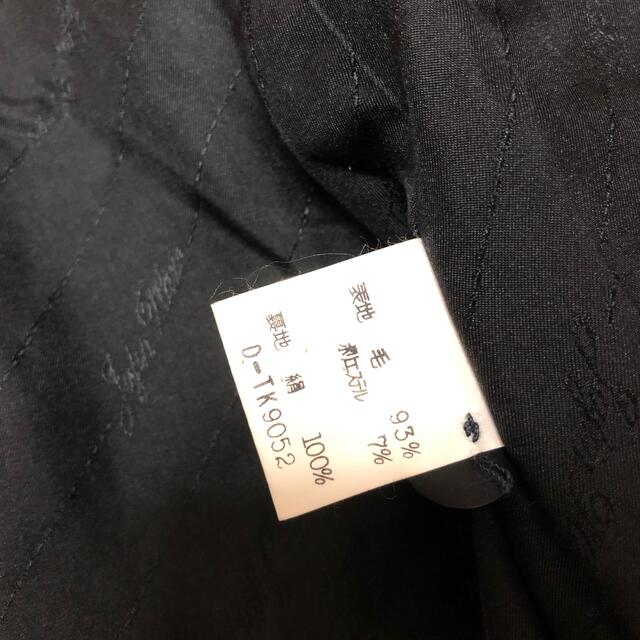 表地 毛 93%
ポリエステル 7%
裏地 絹 100%
D-TK9052